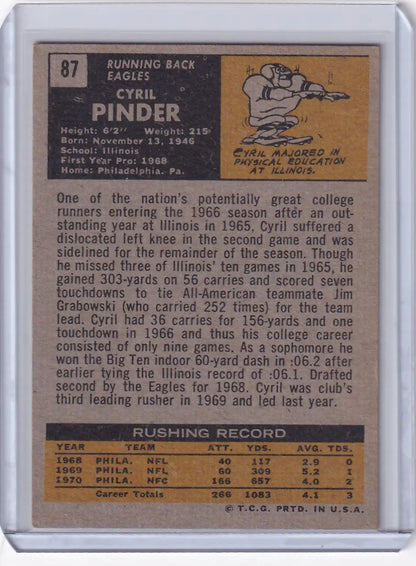 87
RUNNING BACK
EAGLES
CYRIL
PINDER
Height: 6'2" Weight: 215
Born: November 13, 1946
School: Illinois
First Year Pro: 1968
Home: Philadelphia, Pa.
CYRIL MAJORED IN
PHYSICAL EDUCATION
AT ILLINOIS.
One of the nation's potentially great college
runners entering the 1966 season after an out-
standing year at Illinois in 1965, Cyril suffered a
dislocated left knee in the second game and was
sidelined for the remainder of the season. Though
he missed three of Illinois' ten games in 1965, he
gained 303-yards on 56 carries and scored seven
touchdowns to tie All-American teammate Jim
Grabowski (who carried 252 times) for the team
lead. Cyril had 36 carries for 156-yards and one
touchdown in 1966 and thus his college career
consisted of only nine games. As a sophomore he
won the Big Ten indoor 60-yard dash in :06.2 after
earlier tying the Illinois record of :06.1. Drafted
second by the Eagles for 1968. Cyril was club's
third leading rusher in 1969 and led last year.
RUSHING RECORD
YEAR TEAM ATT. YDS. AVG. TDS.
1968 PHILA. NFL 40 117 2.9 0
1969 PHILA. NFL 60 309 5.2 1
1970 PHILA. NFC 166 657 4.0 2
Career Totals 266 1083 4.1 3
© T.C.G. PRTD. IN U.S.A.